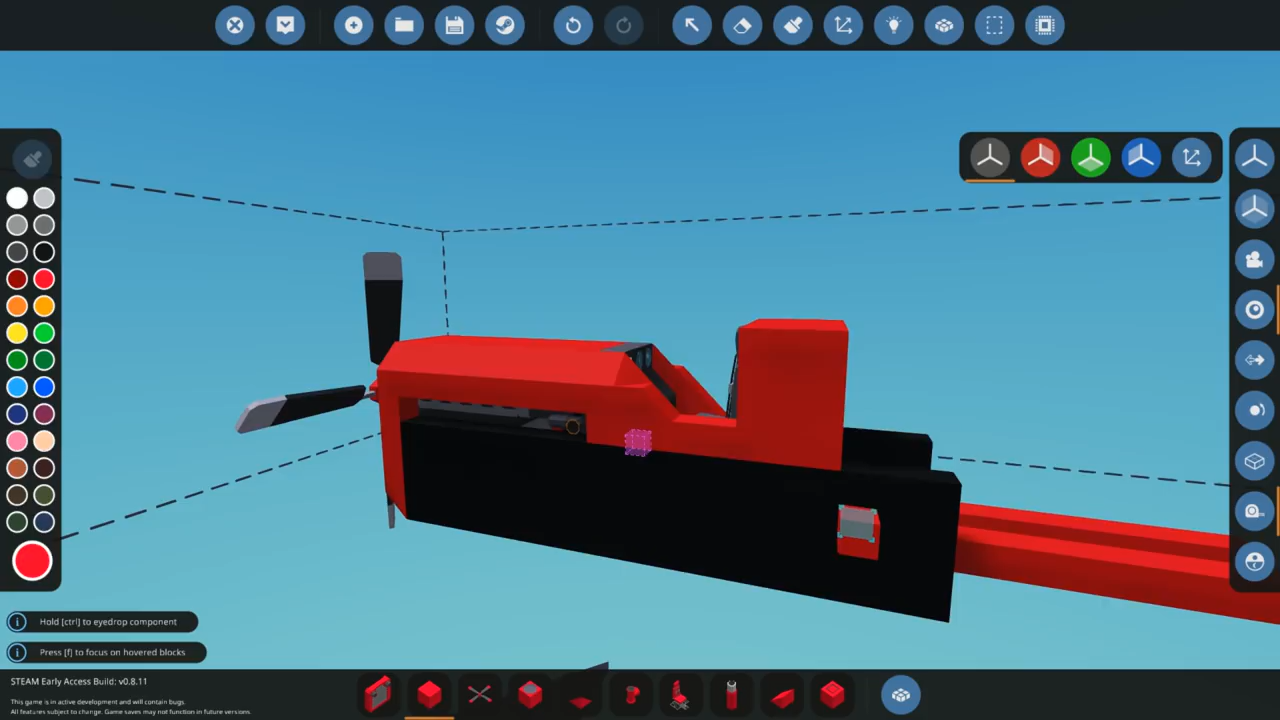 Hold [ctrl] to eyedrop component
Press [f] to focus on hovered blocks
STEAM Early Access Build: v0.8.11
This game is in active development and will contain bugs.
All features subject to change. Game saves may not function in future versions.